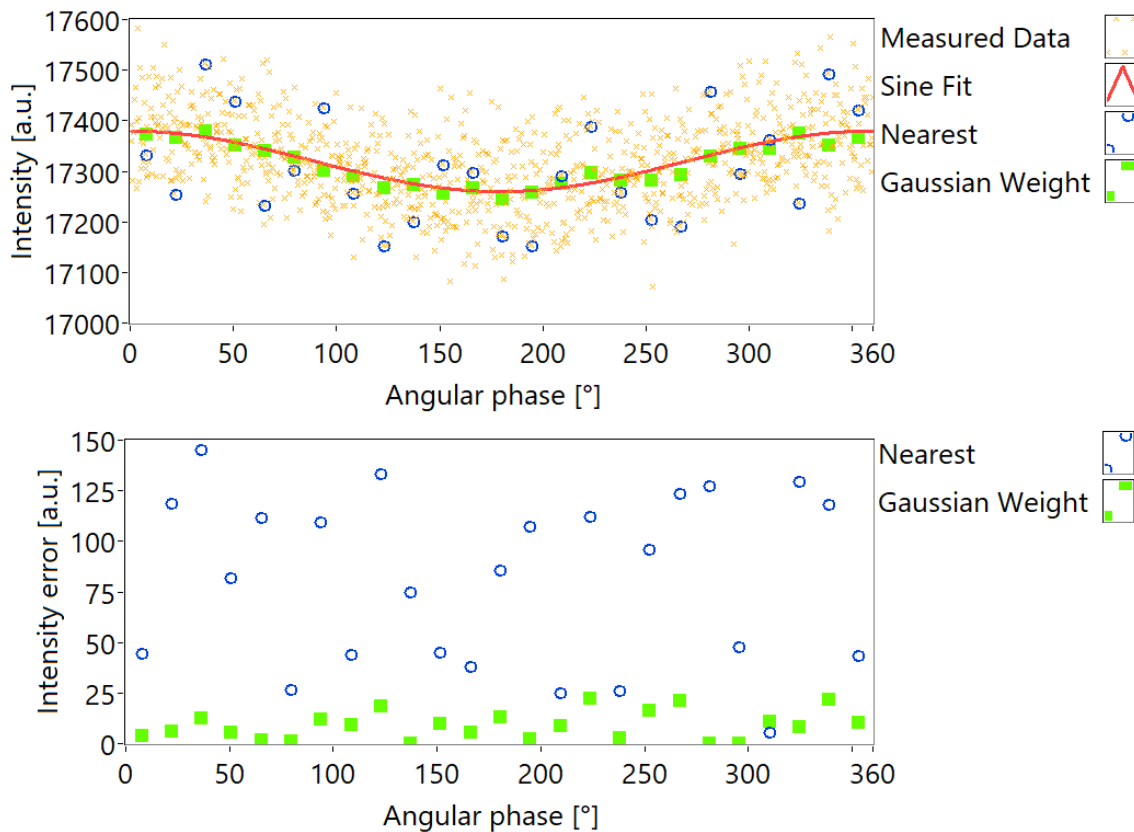 17600
17500
17400
17300
17200
17100
17000
Intensity [a.u.]
0 50 100 150 200 250 300 360
Angular phase [°]
Measured Data
Sine Fit
Nearest
Gaussian Weight
150
125
100
75
50
25
0
Intensity error [a.u.]
0 50 100 150 200 250 300 360
Angular phase [°]
Nearest
Gaussian Weight